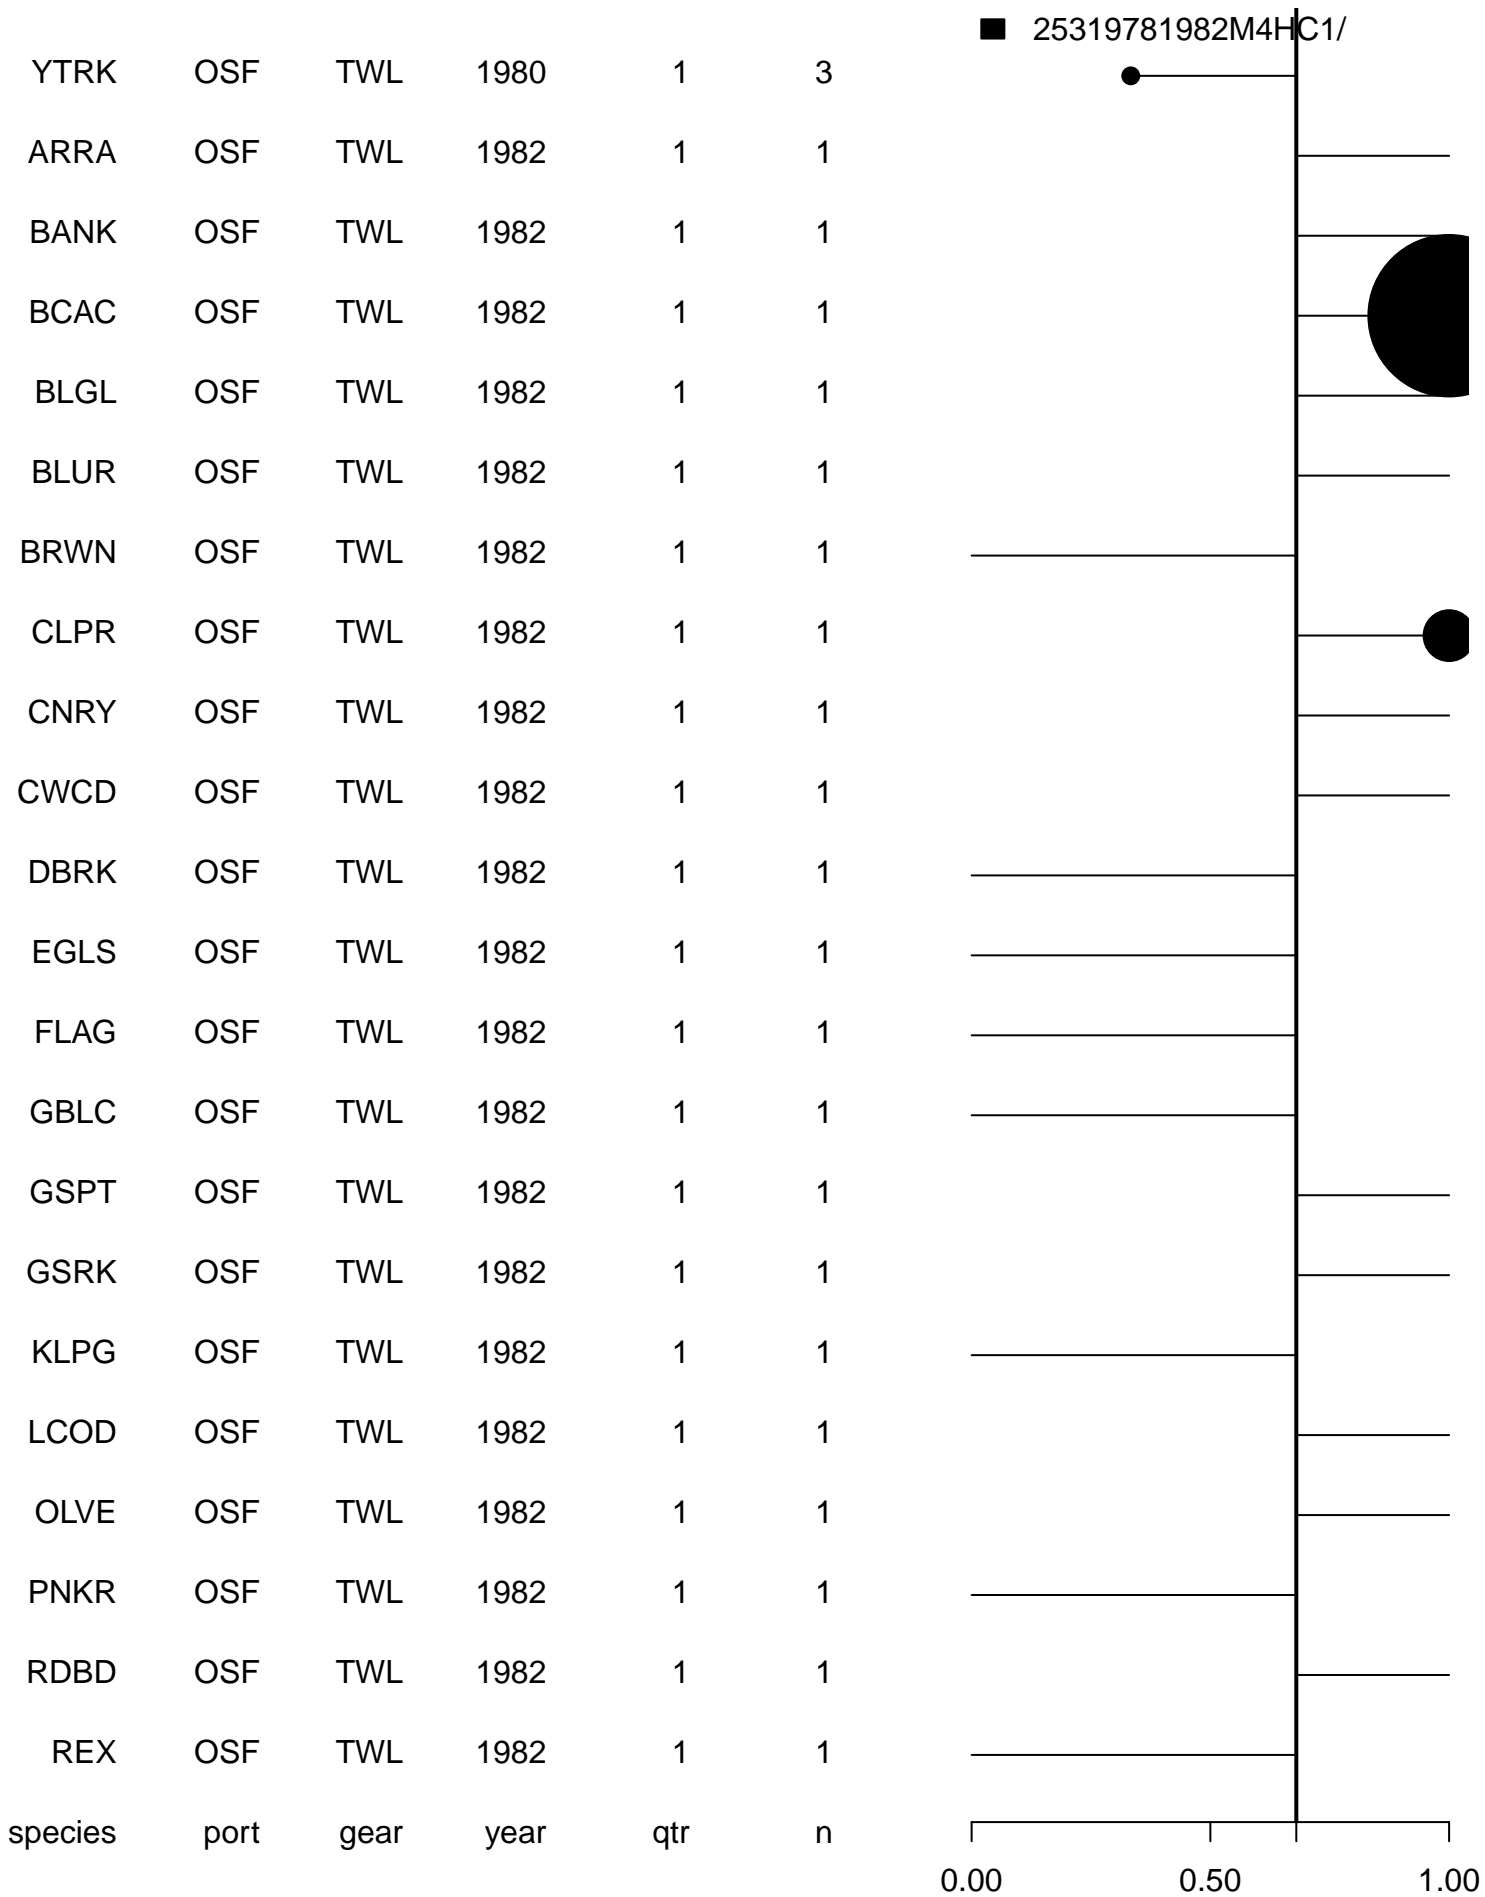 25319781982M4HC1/
YTRK OSF TWL 1980 1 3
ARRA OSF TWL 1982 1 1
BANK OSF TWL 1982 1 1
BCAC OSF TWL 1982 1 1
BLGL OSF TWL 1982 1 1
BLUR OSF TWL 1982 1 1
BRWN OSF TWL 1982 1 1
CLPR OSF TWL 1982 1 1
CNRY OSF TWL 1982 1 1
CWCD OSF TWL 1982 1 1
DBRK OSF TWL 1982 1 1
EGLS OSF TWL 1982 1 1
FLAG OSF TWL 1982 1 1
GBLC OSF TWL 1982 1 1
GSPT OSF TWL 1982 1 1
GSRK OSF TWL 1982 1 1
KLPG OSF TWL 1982 1 1
LCOD OSF TWL 1982 1 1
OLVE OSF TWL 1982 1 1
PNKR OSF TWL 1982 1 1
RDBD OSF TWL 1982 1 1
REX OSF TWL 1982 1 1
species port gear year qtr n
0.00 0.50 1.00